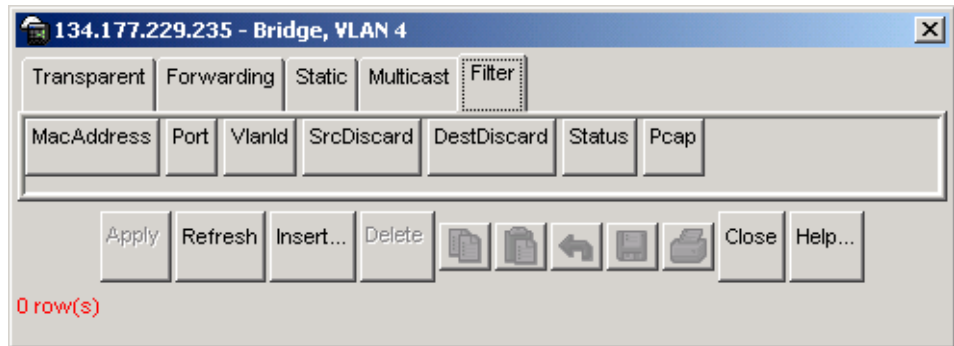 134.177.229.235 - Bridge, VLAN 4
Transparent Forwarding Static Multicast Filter
MacAddress Port VlanId SrcDiscard DestDiscard Status Pcap
Apply Refresh Insert... Delete Close Help...
0 row(s)